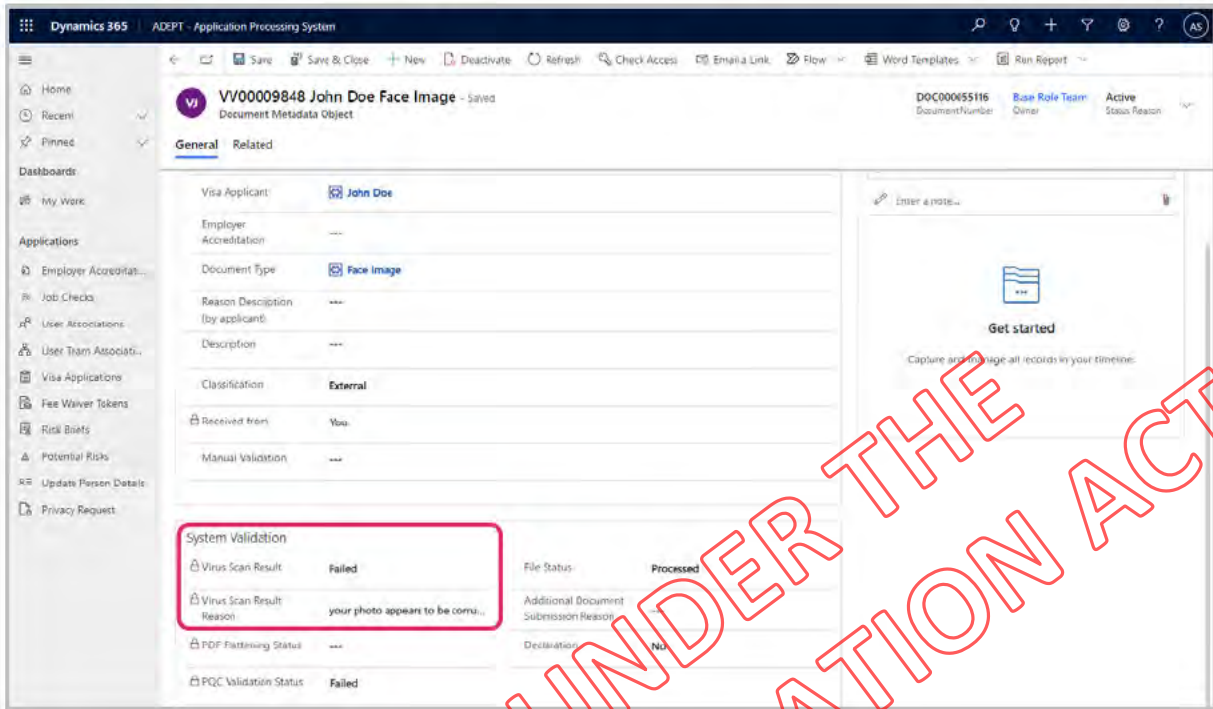 Dynamics 365 ADEPT - Application Processing System AS
Save Save & Close New Deactivate Refresh Check Access Email a Link Flow Word Templates Run Report
Home
Recent
Pinned
Dashboards
My Work
Applications
Employer Accreditat...
Job Checks
User Associations
User Team Associati...
Visa Applications
Fee Waiver Tokens
Risk Briefs
Potential Risks
Update Person Details
Privacy Request
VJ
VV00009848 John Doe Face Image - Saved
Document Metadata Object
DOC000055116 Base Role Team Active
DocumentNumber Owner Status Reason
General Related
Visa Applicant John Doe
Employer Accreditation ---
Document Type Face Image
Reason Description (by applicant) ---
Description ---
Classification External
Received from You
Manual Validation ---
Enter a note...
Get started
Capture and manage all records in your timeline.
System Validation
Virus Scan Result Failed
Virus Scan Result Reason your photo appears to be corru...
PDF Flattening Status ---
PQC Validation Status Failed
File Status Processed
Additional Document Submission Reason ---
Declaration No
UNDER THE
ATION ACT